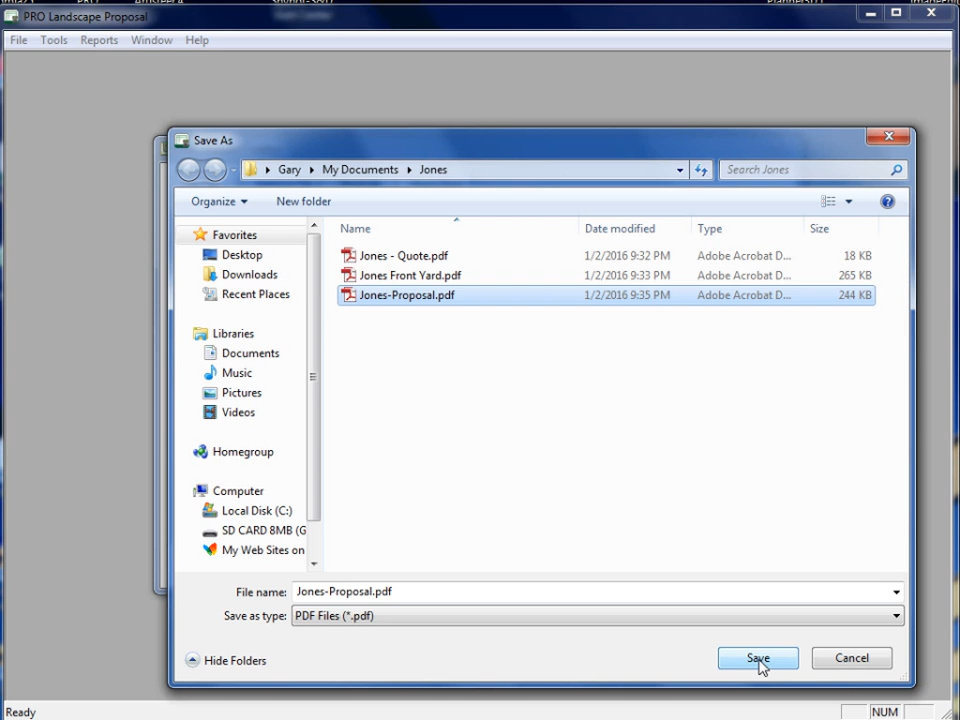 PRO Landscape Proposal
File Tools Reports Window Help
Save As
Gary My Documents Jones
Search Jones
Organize New folder
Name Date modified Type Size
Favorites
Desktop
Downloads
Recent Places
Libraries
Documents
Music
Pictures
Videos
Homegroup
Computer
Local Disk (C:)
SD CARD 8MB (G
My Web Sites on
Jones - Quote.pdf 1/2/2016 9:32 PM Adobe Acrobat D... 18 KB
Jones Front Yard.pdf 1/2/2016 9:33 PM Adobe Acrobat D... 265 KB
Jones-Proposal.pdf 1/2/2016 9:35 PM Adobe Acrobat D... 244 KB
File name: Jones-Proposal.pdf
Save as type: PDF Files (*.pdf)
Hide Folders
Save Cancel
Ready NUM